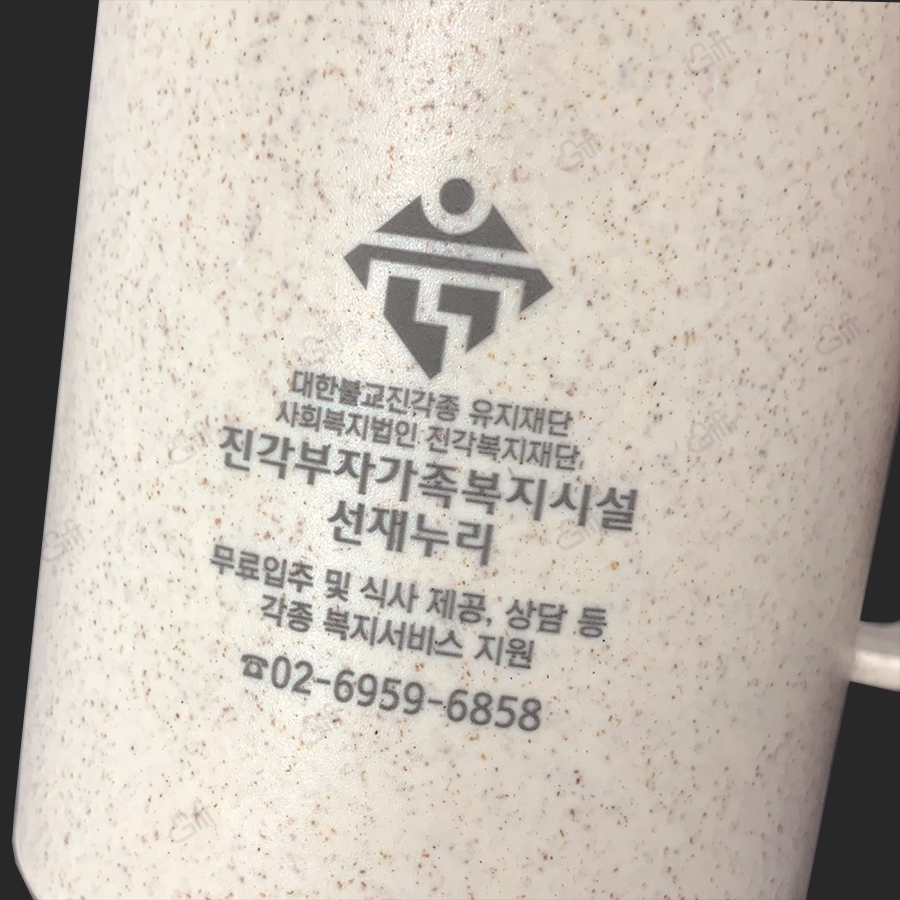 대한불교진각종 유지재단
사회복지법인 진각복지재단,
진각부자가족복지시설
선재누리
무료입주 및 식사 제공, 상담 등
각종 복지서비스 지원
☎02-6959-6858